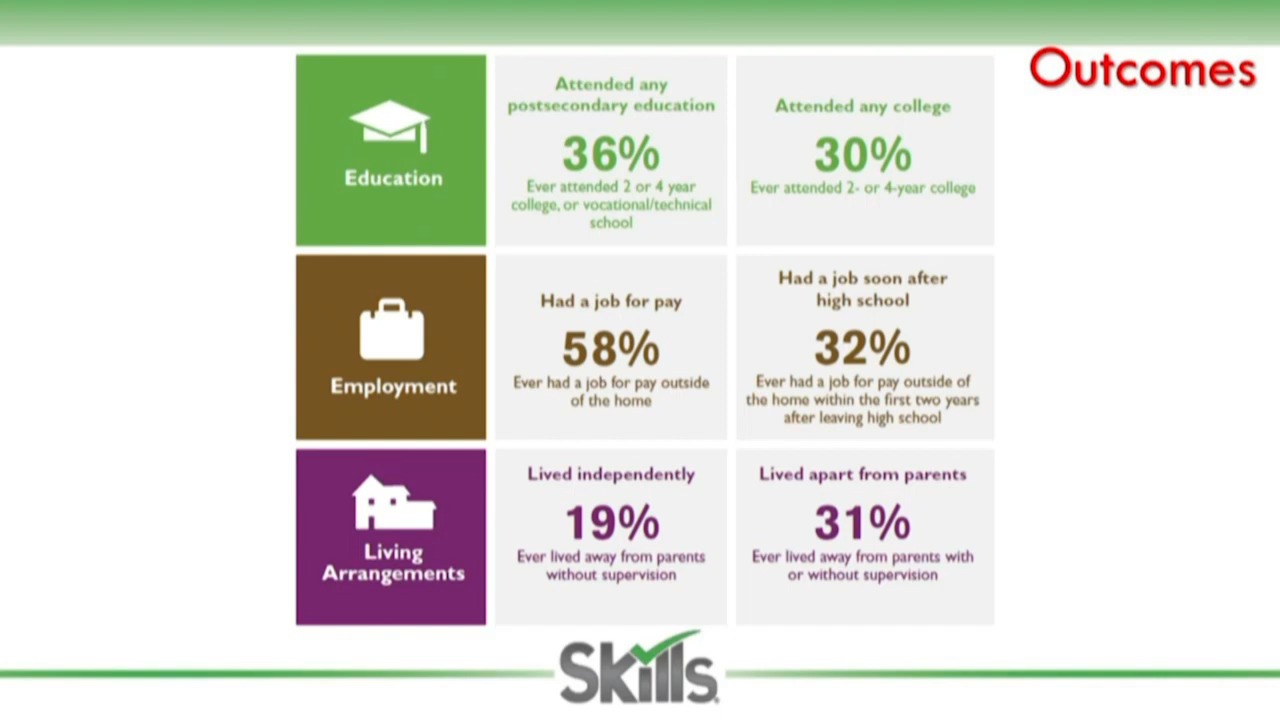 Outcomes
Education
Attended any
postsecondary education
36%
Ever attended 2 or 4 year
college, or vocational/technical
school
Attended any college
30%
Ever attended 2- or 4-year college
Employment
Had a job for pay
58%
Ever had a job for pay outside
of the home
Had a job soon after
high school
32%
Ever had a job for pay outside of
the home within the first two years
after leaving high school
Living
Arrangements
Lived independently
19%
Ever lived away from parents
without supervision
Lived apart from parents
31%
Ever lived away from parents with
or without supervision
Skills